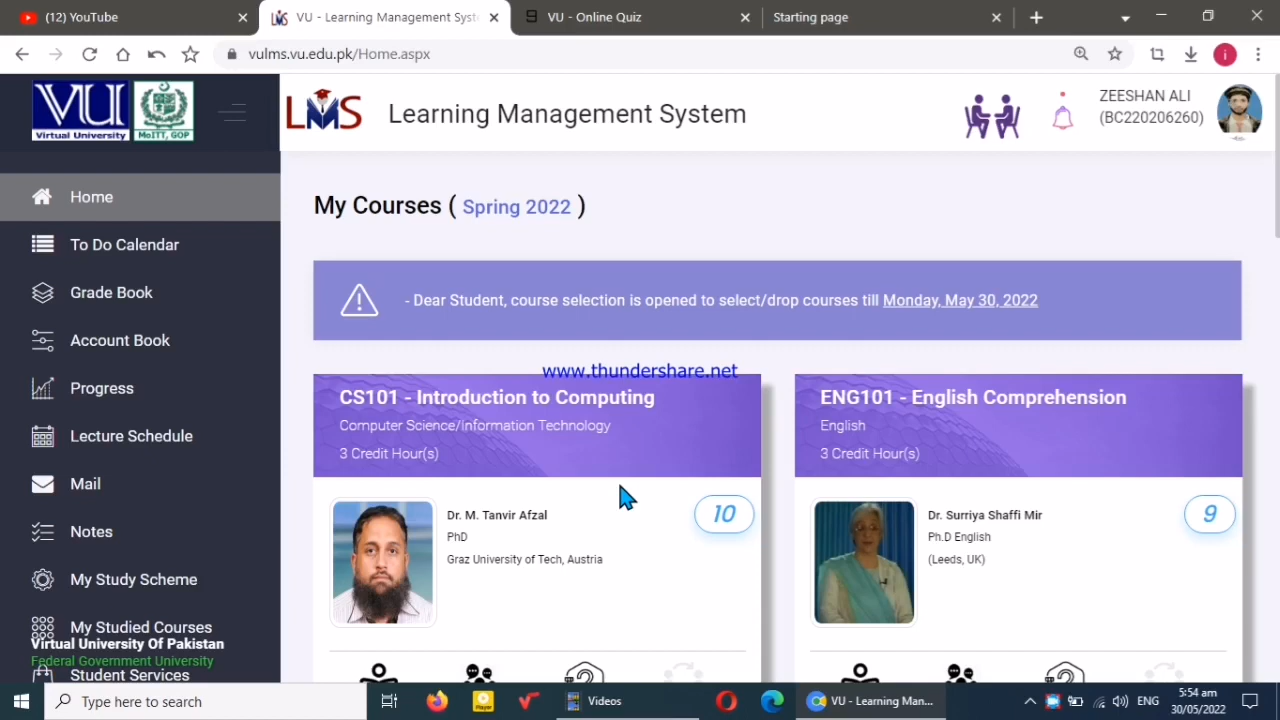 (12) YouTube
VU - Learning Management Syst
VU - Online Quiz
Starting page
vulms.vu.edu.pk/Home.aspx
i
VU
Virtual University
MoITT, GOP
LMS
Learning Management System
ZEESHAN ALI
(BC220206260)
Home
To Do Calendar
Grade Book
Account Book
Progress
Lecture Schedule
Mail
Notes
My Study Scheme
My Studied Courses
Virtual University Of Pakistan
Federal Government University
Student Services
My Courses ( Spring 2022 )
- Dear Student, course selection is opened to select/drop courses till Monday, May 30, 2022
www.thundershare.net
CS101 - Introduction to Computing
Computer Science/Information Technology
3 Credit Hour(s)
Dr. M. Tanvir Afzal
PhD
Graz University of Tech, Austria
10
ENG101 - English Comprehension
English
3 Credit Hour(s)
Dr. Surriya Shaffi Mir
Ph.D English
(Leeds, UK)
9
Type here to search
Player
Videos
VU - Learning Man...
ENG
5:54 am
30/05/2022